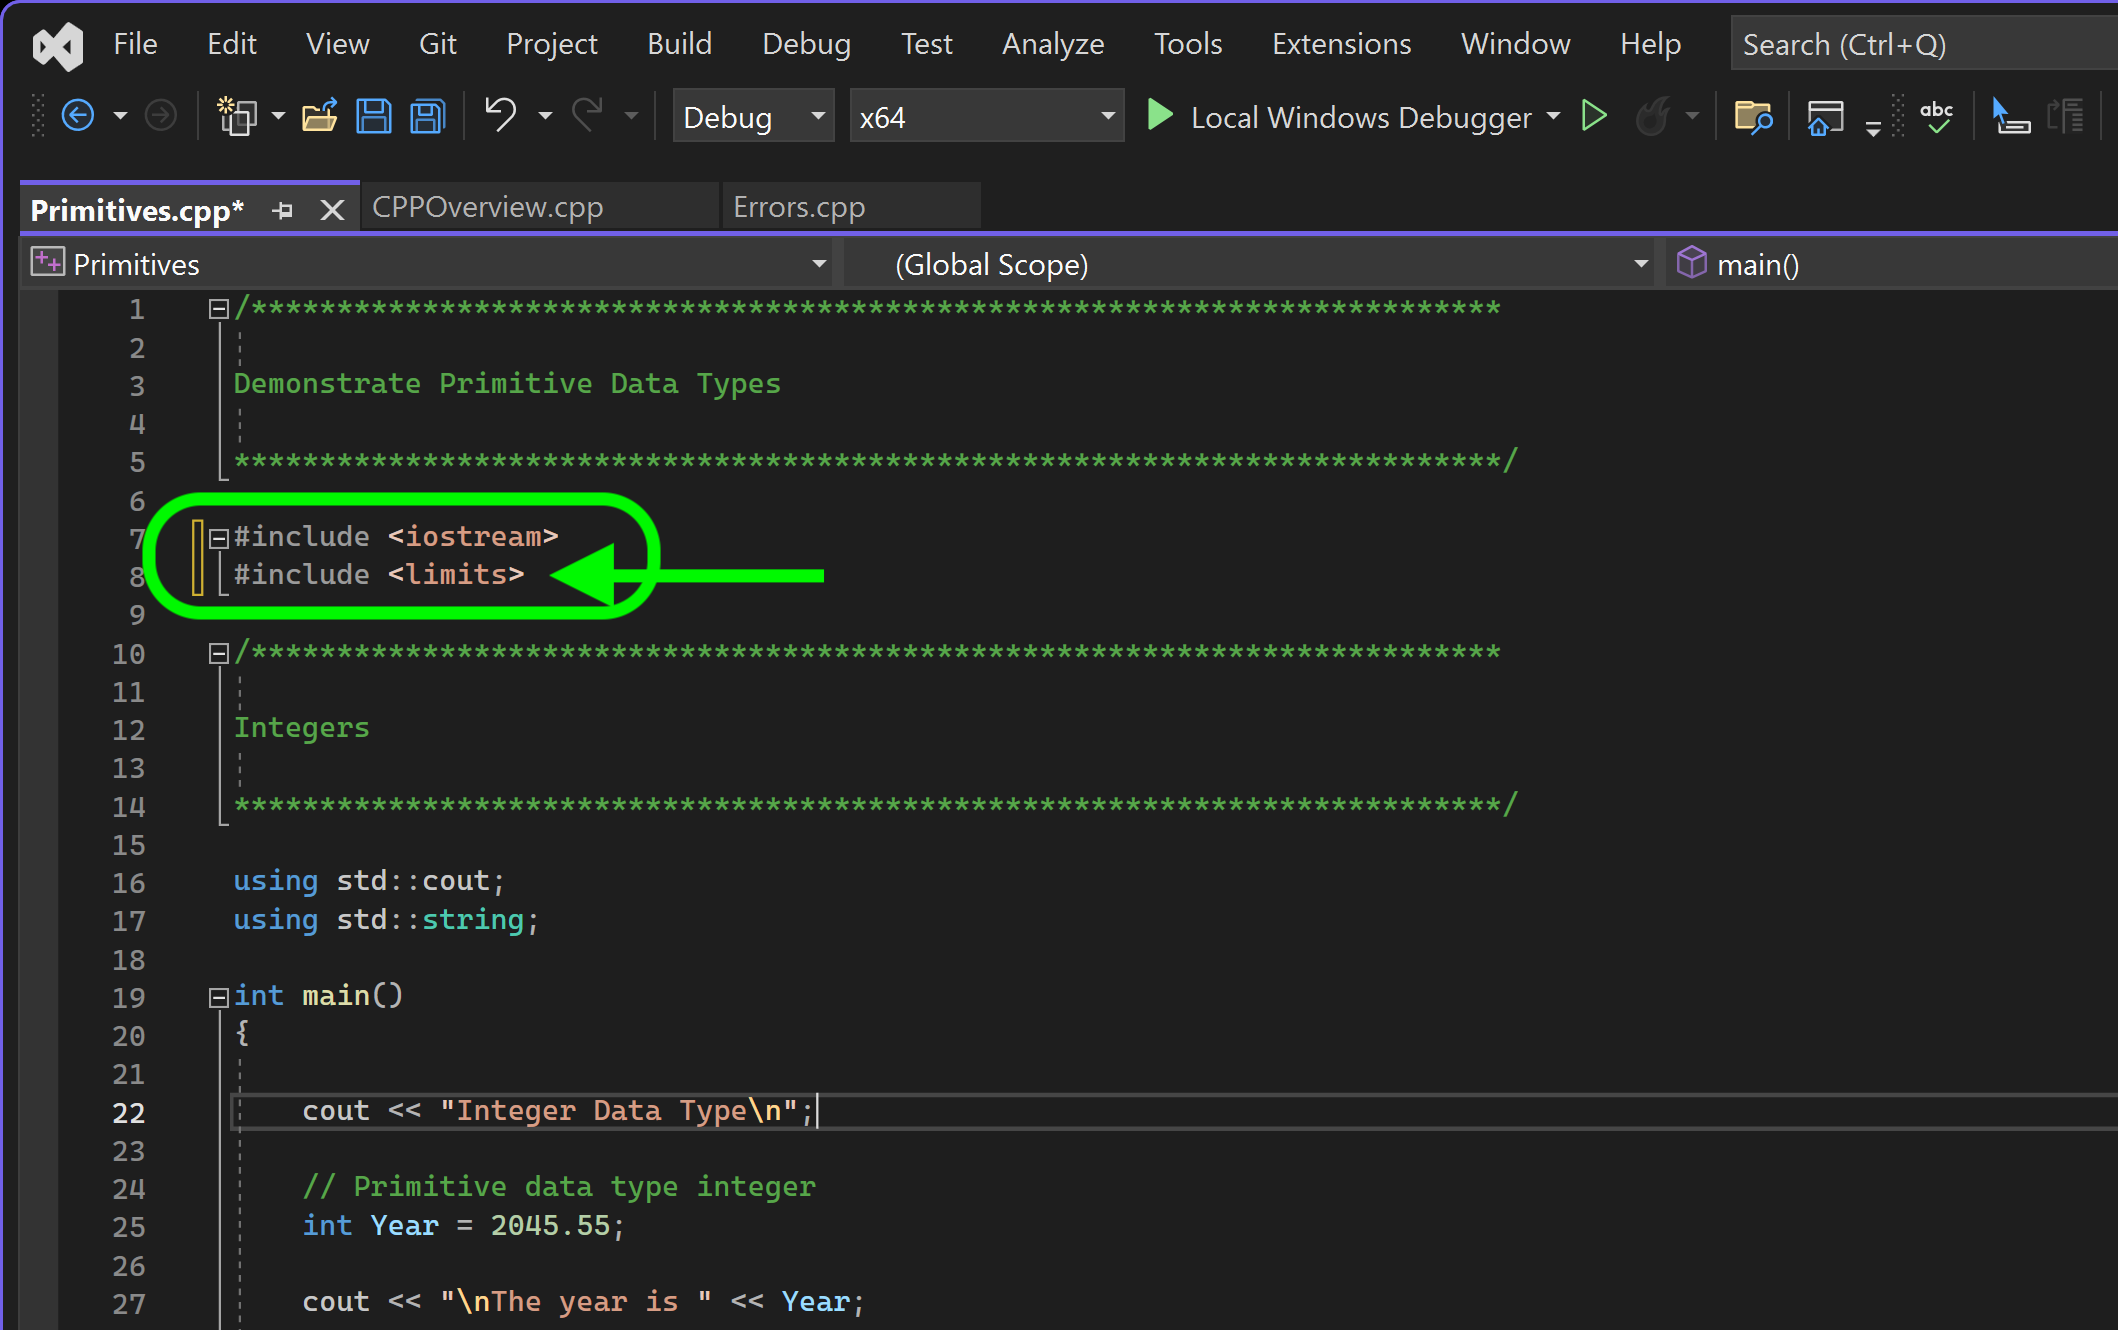 File Edit View Git Project Build Debug Test Analyze Tools Extensions Window Help Search (Ctrl+Q)
Debug x64 Local Windows Debugger abc
Primitives.cpp* CPPOverview.cpp Errors.cpp
Primitives (Global Scope) main()
1 /*************************************************************************
2
3 Demonstrate Primitive Data Types
4
5 **************************************************************************/
6
7 #include <iostream>
8 #include <limits>
9
10 /*************************************************************************
11
12 Integers
13
14 **************************************************************************/
15
16 using std::cout;
17 using std::string;
18
19 int main()
20 {
21
22 cout << "Integer Data Type\n";
23
24 // Primitive data type integer
25 int Year = 2045.55;
26
27 cout << "\nThe year is " << Year;